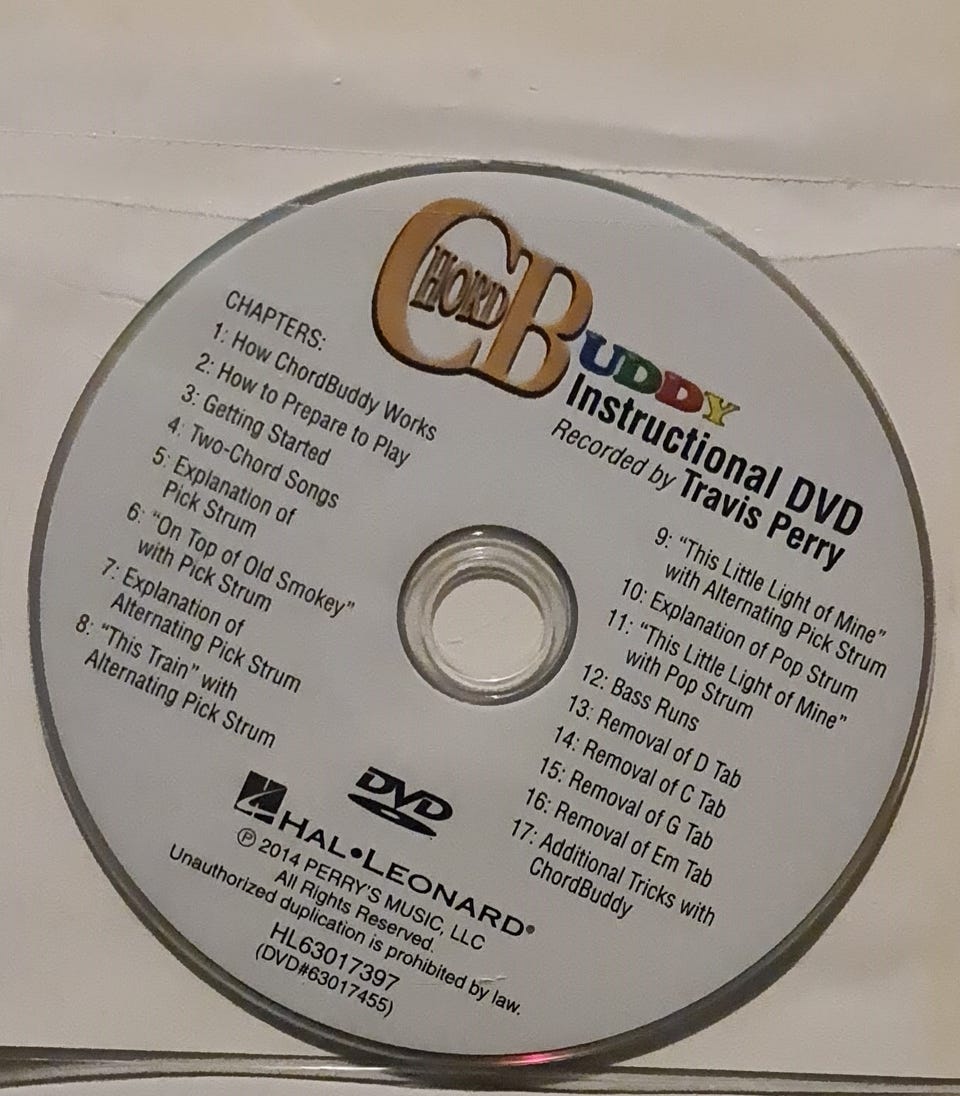 CHORD BUDDY
Instructional DVD
Recorded by Travis Perry
CHAPTERS:
1: How ChordBuddy Works
2: How to Prepare to Play
3: Getting Started
4: Two-Chord Songs
5: Explanation of
Pick Strum
6: “On Top of Old Smokey”
with Pick Strum
7: Explanation of
Alternating Pick Strum
8: “This Train” with
Alternating Pick Strum
9: “This Little Light of Mine”
with Alternating Pick Strum
10: Explanation of Pop Strum
11: “This Little Light of Mine”
with Pop Strum
12: Bass Runs
13: Removal of D Tab
14: Removal of C Tab
15: Removal of G Tab
16: Removal of Em Tab
17: Additional Tricks with
ChordBuddy
DVD
HAL•LEONARD®
℗ 2014 PERRY'S MUSIC, LLC
All Rights Reserved.
Unauthorized duplication is prohibited by law.
HL63017397
(DVD#63017455)